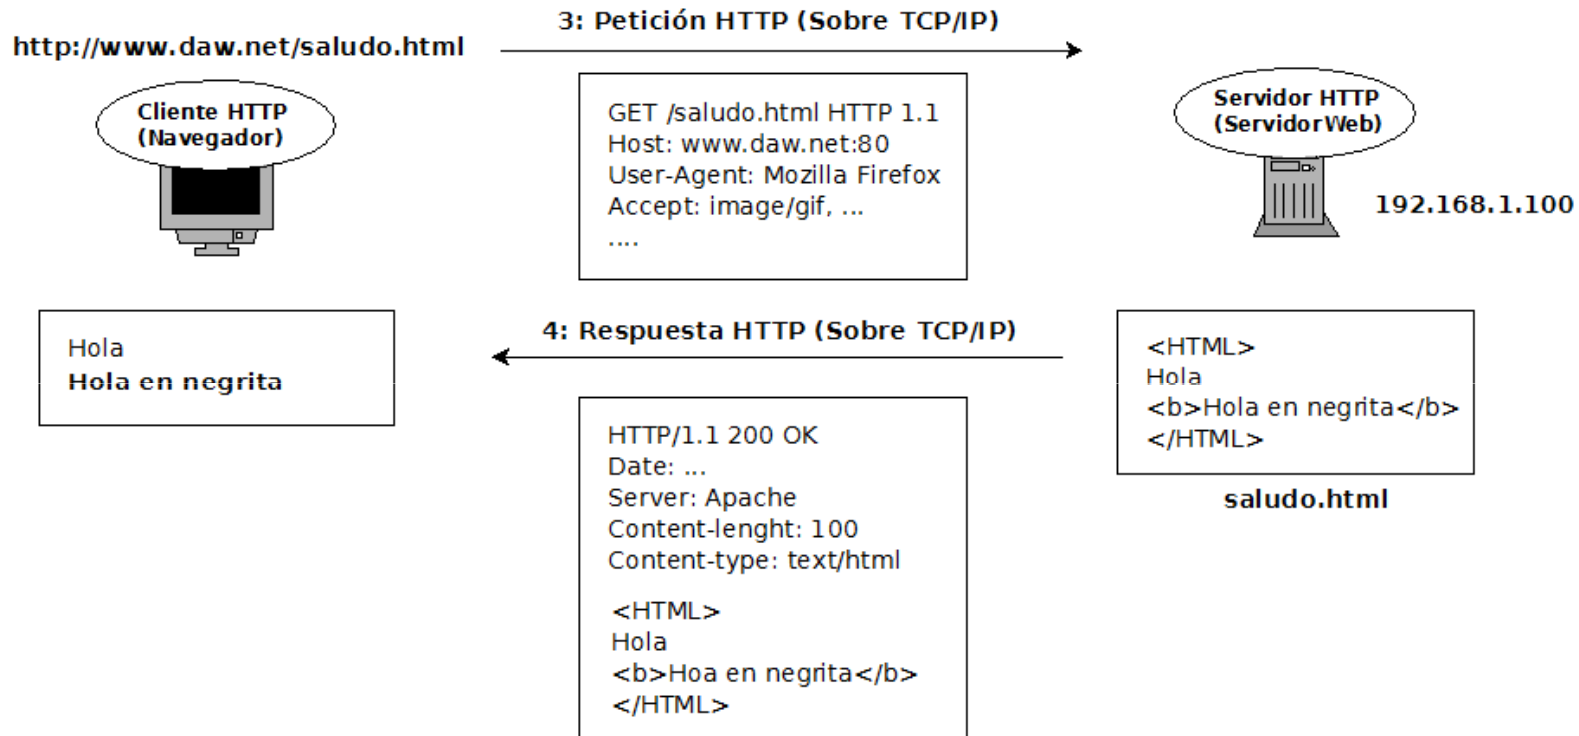 3: Petición HTTP (Sobre TCP/IP)
http://www.daw.net/saludo.html
Cliente HTTP
(Navegador)
GET /saludo.html HTTP 1.1
Host: www.daw.net:80
User-Agent: Mozilla Firefox
Accept: image/gif, ...
....
Servidor HTTP
(ServidorWeb)
192.168.1.100
Hola
Hola en negrita
4: Respuesta HTTP (Sobre TCP/IP)
HTTP/1.1 200 OK
Date: ...
Server: Apache
Content-lenght: 100
Content-type: text/html
<HTML>
Hola
<b>Hoa en negrita</b>
</HTML>
<HTML>
Hola
<b>Hola en negrita</b>
</HTML>
saludo.html